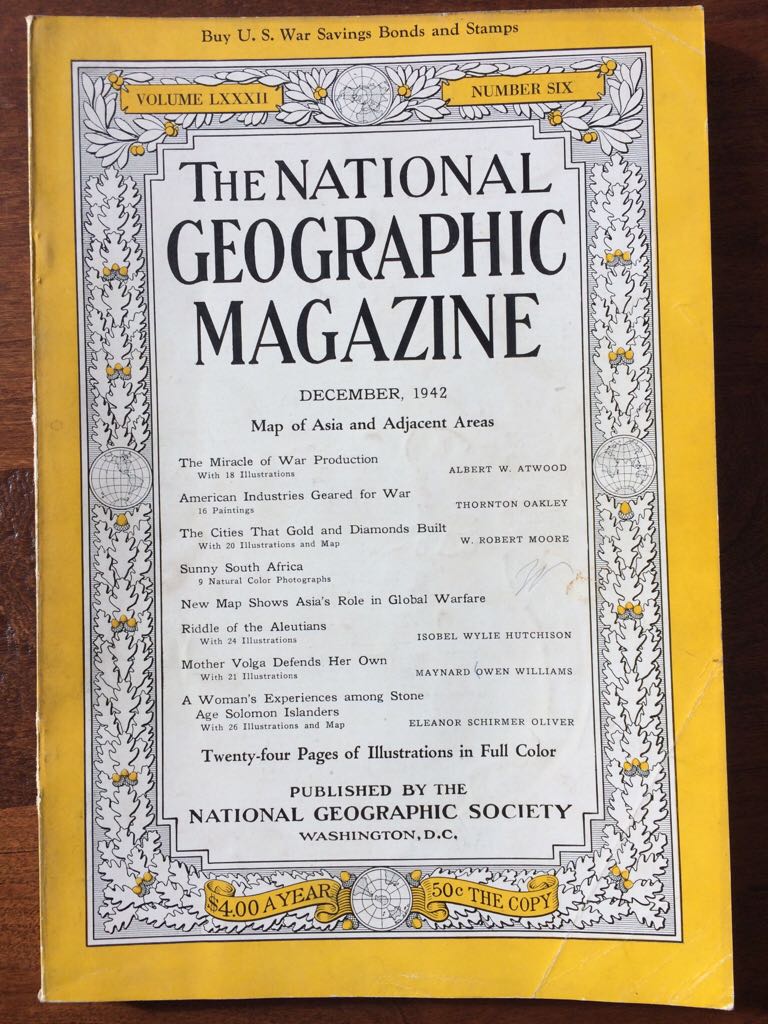 Buy U. S. War Savings Bonds and Stamps
VOLUME LXXXII
NUMBER SIX
THE NATIONAL
GEOGRAPHIC
MAGAZINE
DECEMBER, 1942
Map of Asia and Adjacent Areas
The Miracle of War Production
With 18 Illustrations
ALBERT W. ATWOOD
American Industries Geared for War
16 Paintings
THORNTON OAKLEY
The Cities That Gold and Diamonds Built
With 20 Illustrations and Map
W. ROBERT MOORE
Sunny South Africa
9 Natural Color Photographs
New Map Shows Asia's Role in Global Warfare
Riddle of the Aleutians
With 24 Illustrations
ISOBEL WYLIE HUTCHISON
Mother Volga Defends Her Own
With 21 Illustrations
MAYNARD OWEN WILLIAMS
A Woman's Experiences among Stone
Age Solomon Islanders
With 26 Illustrations and Map
ELEANOR SCHIRMER OLIVER
Twenty-four Pages of Illustrations in Full Color
PUBLISHED BY THE
NATIONAL GEOGRAPHIC SOCIETY
WASHINGTON, D.C.
$4.00 A YEAR
50c THE COPY